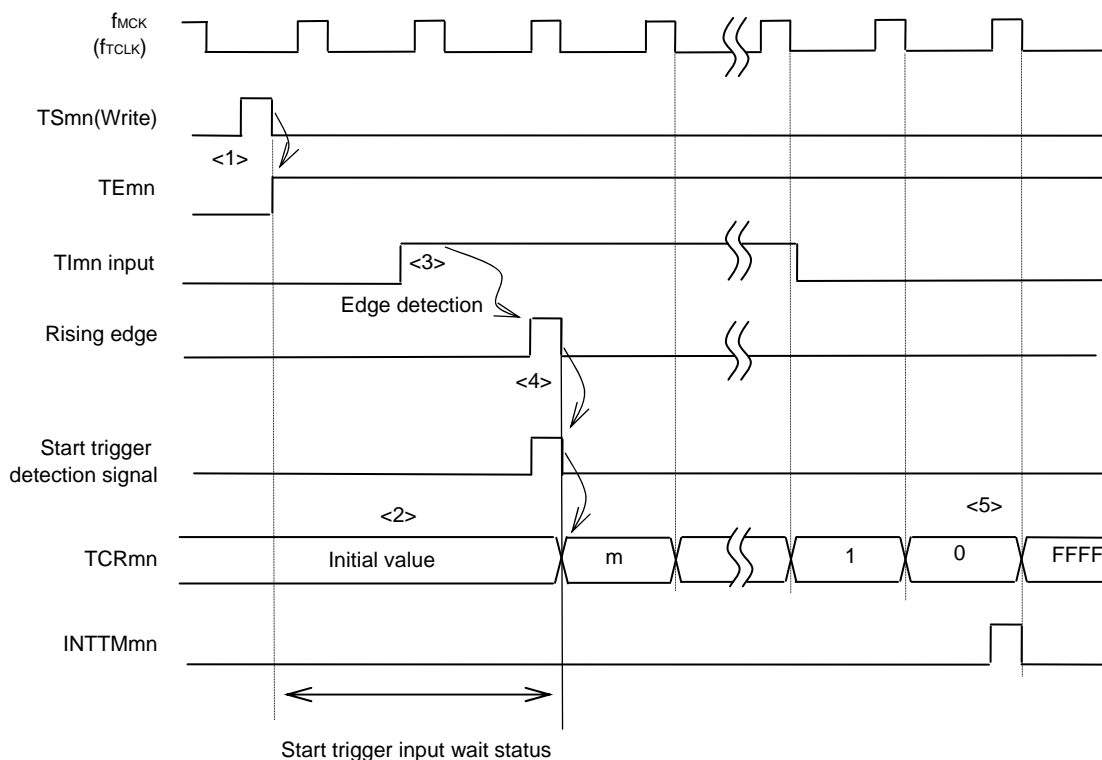 fMCK
(fTCLK)
TSmn(Write)
<1>
TEmn
TImn input
<3>
Edge detection
Rising edge
<4>
Start trigger
detection signal
<2>
<5>
TCRmn
Initial value
m
1
0
FFFF
INTTMmn
Start trigger input wait status